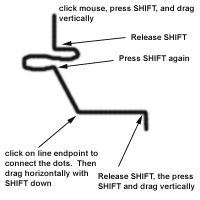 click mouse, press SHIFT, and drag
vertically
Release SHIFT
Press SHIFT again
click on line endpoint to
connect the dots. Then
drag horizontally with
SHIFT down
Release SHIFT, the press
SHIFT and drag vertically